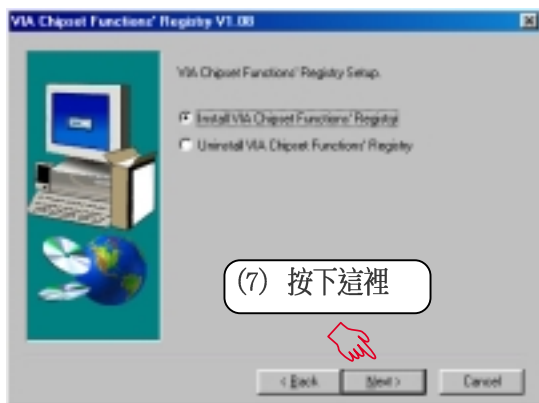 VIA Chipset Functions' Registry V1.08
VIA Chipset Functions' Registry Setup.
Install VIA Chipset Functions' Registry
Uninstall VIA Chipset Functions' Registry
(7) 按下這裡
< Back
Next >
Cancel